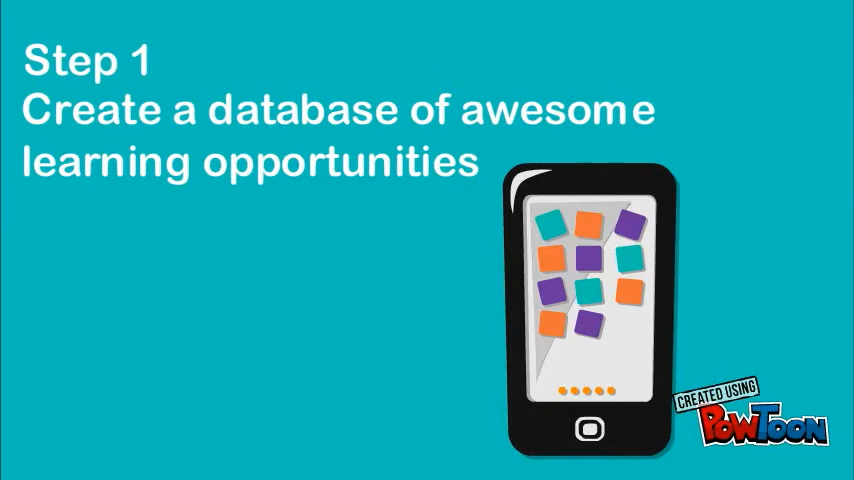 Step 1
Create a database of awesome
learning opportunities
CREATED USING
POWTOON